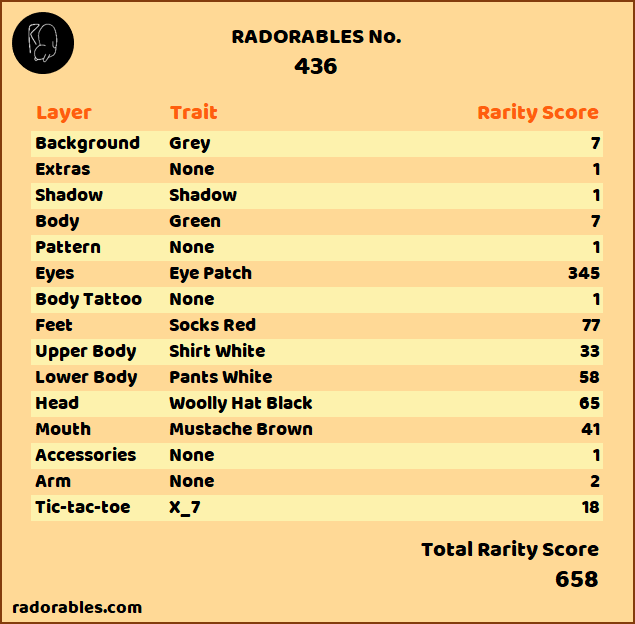 RADORABLES No.
436
Layer Trait Rarity Score
Background Grey 7
Extras None 1
Shadow Shadow 1
Body Green 7
Pattern None 1
Eyes Eye Patch 345
Body Tattoo None 1
Feet Socks Red 77
Upper Body Shirt White 33
Lower Body Pants White 58
Head Woolly Hat Black 65
Mouth Mustache Brown 41
Accessories None 1
Arm None 2
Tic-tac-toe X_7 18
Total Rarity Score
658
radorables.com